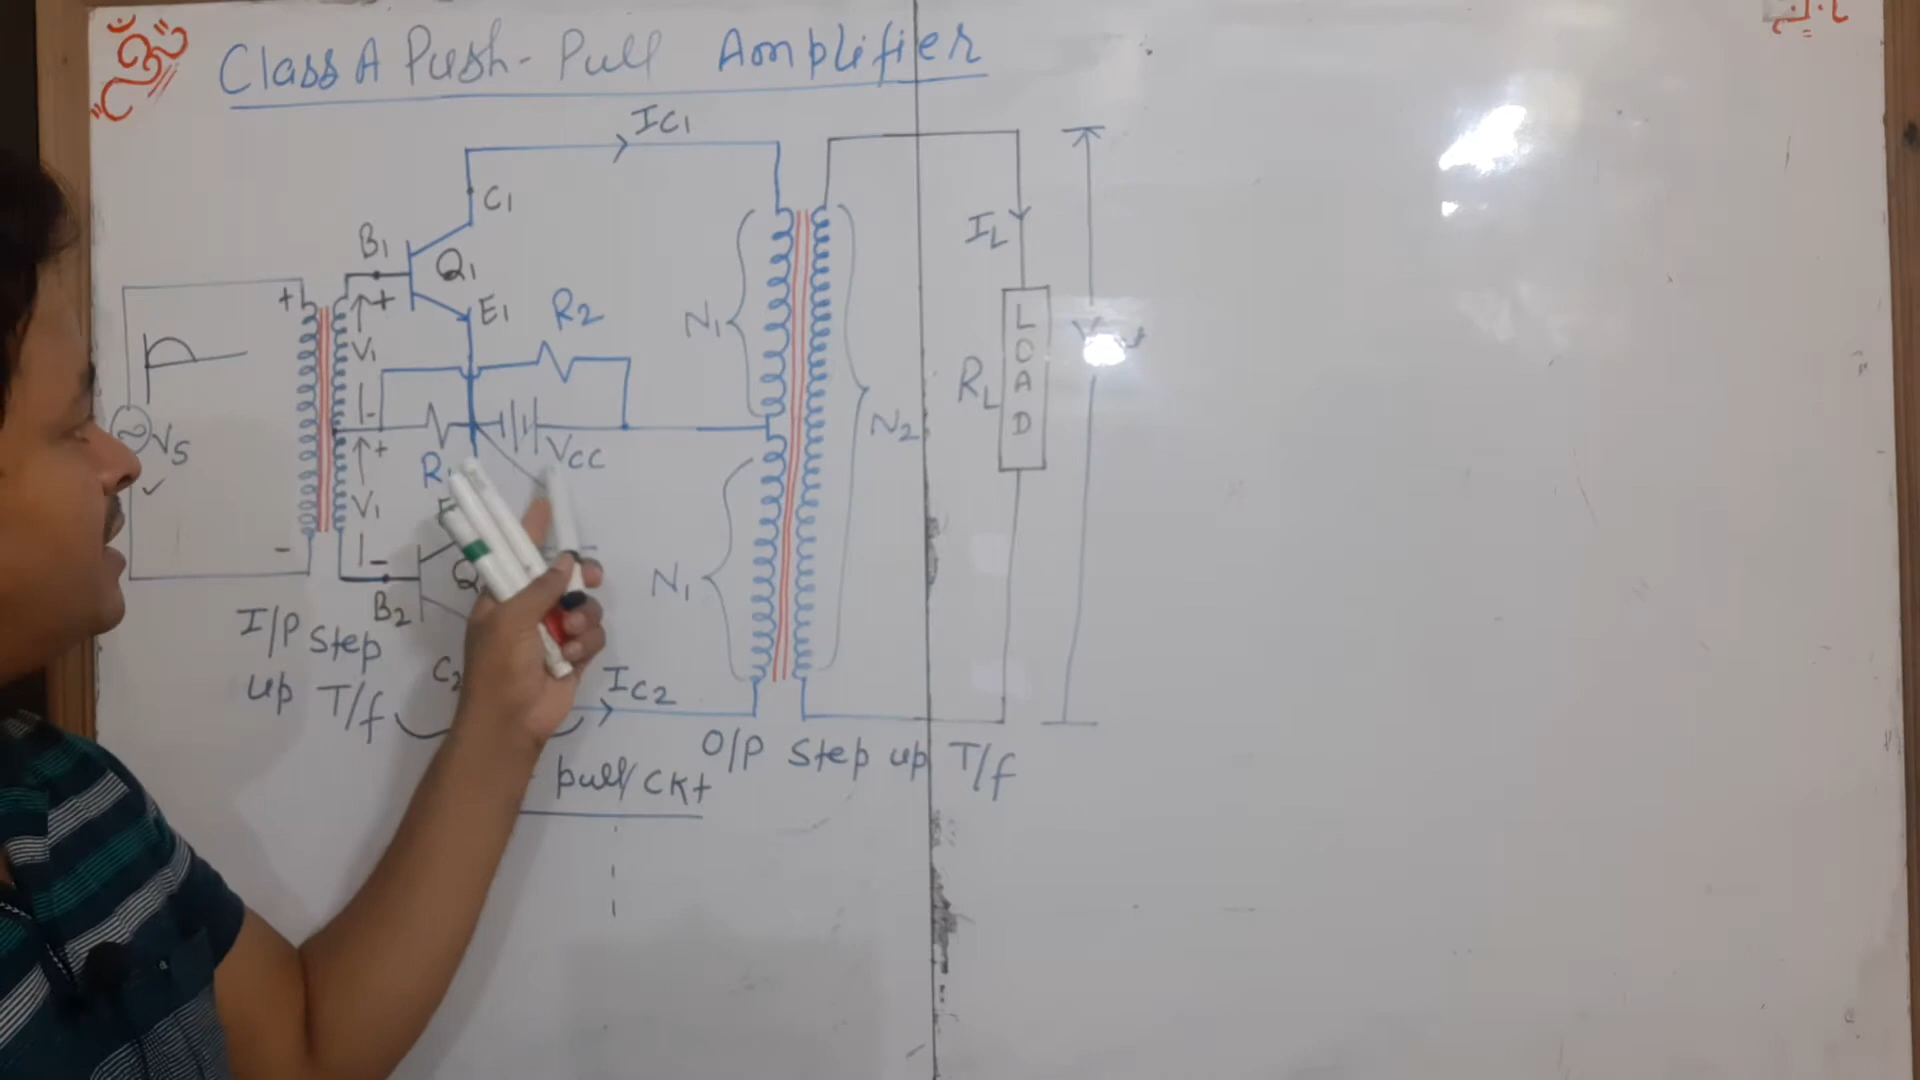 ॐ
Class A Push-Pull Amplifier
IC1
C1
B1
Q1
E1
R2
+
+
V1
-
+
V1
-
-
VS
R1
VCC
B2
C2
IC2
N1
N1
N2
IL
RL
LOAD
I/P Step
up T/f
O/P Step up T/f
pull CKt